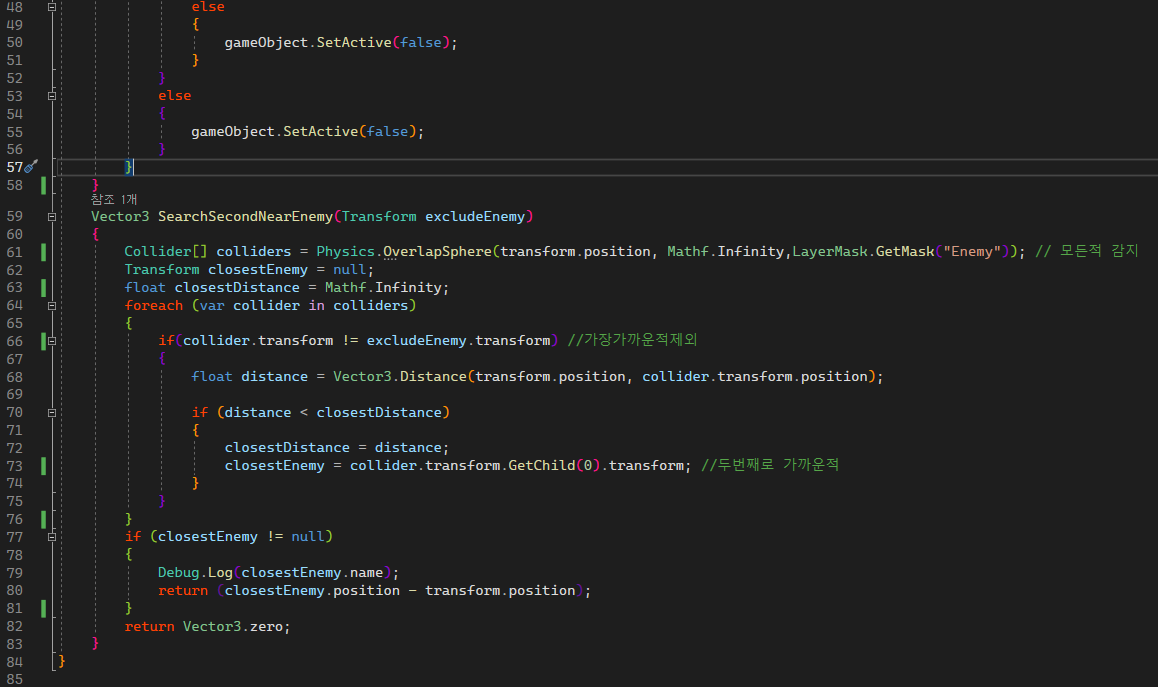 48 else
49 {
50 gameObject.SetActive(false);
51 }
52 }
53 else
54 {
55 gameObject.SetActive(false);
56 }
57 }
58 }
참조 1개
59 Vector3 SearchSecondNearEnemy(Transform excludeEnemy)
60 {
61 Collider[] colliders = Physics.OverlapSphere(transform.position, Mathf.Infinity,LayerMask.GetMask("Enemy")); // 모든적 감지
62 Transform closestEnemy = null;
63 float closestDistance = Mathf.Infinity;
64 foreach (var collider in colliders)
65 {
66 if(collider.transform != excludeEnemy.transform) //가장가까운적제외
67 {
68 float distance = Vector3.Distance(transform.position, collider.transform.position);
69
70 if (distance < closestDistance)
71 {
72 closestDistance = distance;
73 closestEnemy = collider.transform.GetChild(0).transform; //두번째로 가까운적
74 }
75 }
76 }
77 if (closestEnemy != null)
78 {
79 Debug.Log(closestEnemy.name);
80 return (closestEnemy.position - transform.position);
81 }
82 return Vector3.zero;
83 }
84 }
85